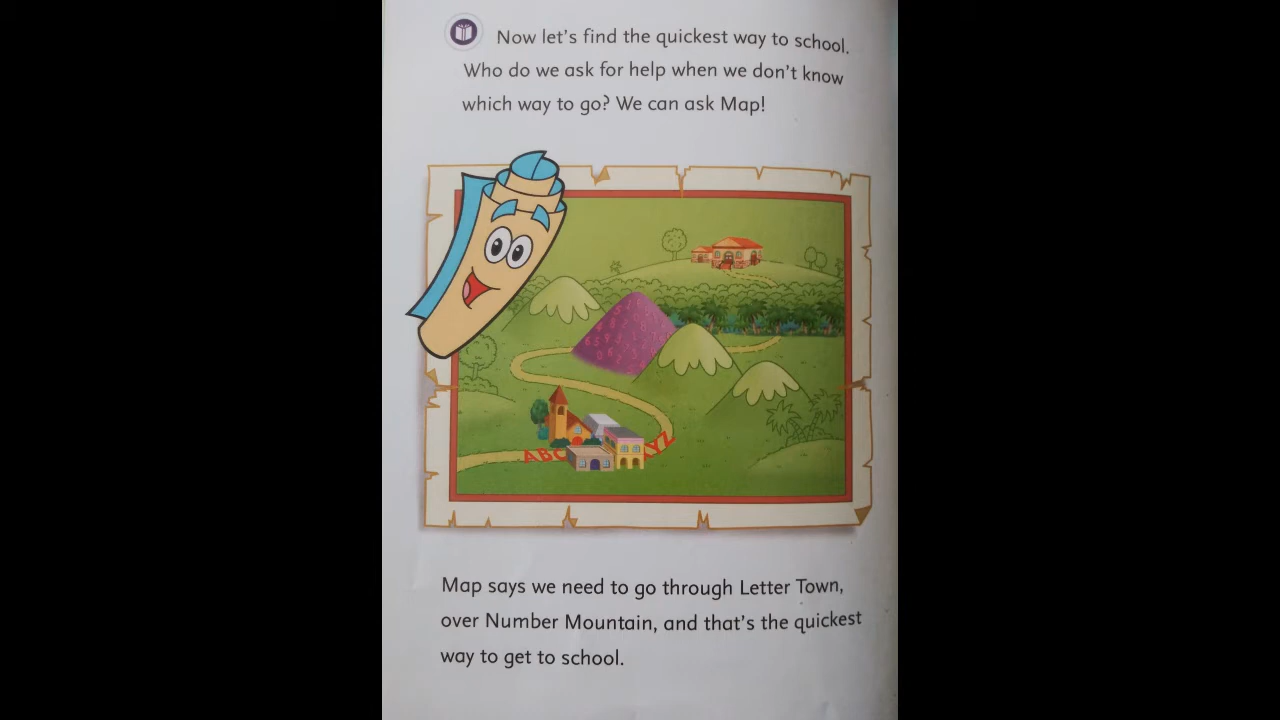 Now let's find the quickest way to school.
Who do we ask for help when we don't know
which way to go? We can ask Map!
ABC
XYZ
Map says we need to go through Letter Town,
over Number Mountain, and that's the quickest
way to get to school.